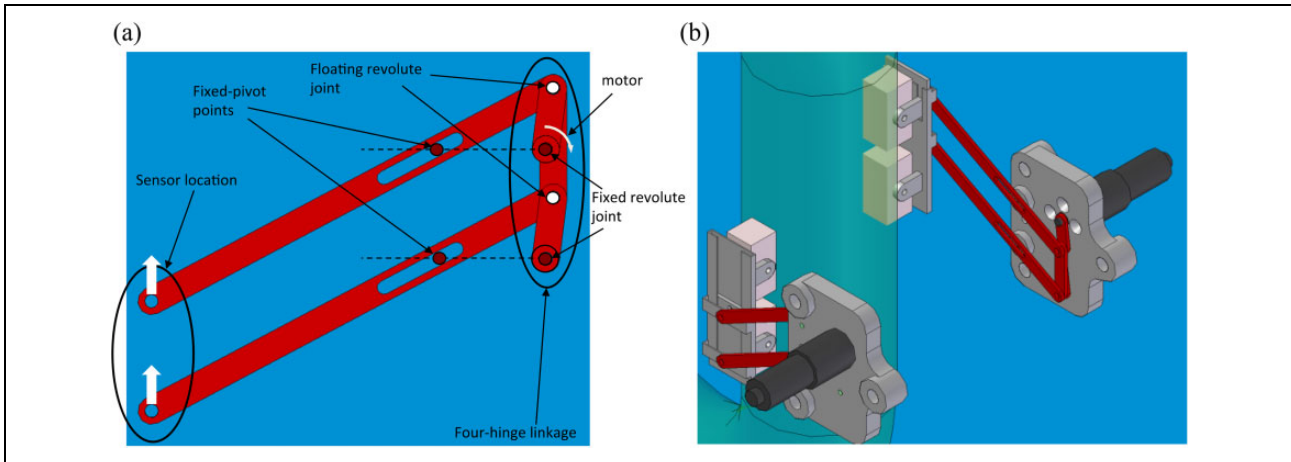 (a)
(b)
Floating revolute
joint
motor
Fixed-pivot
points
Sensor location
Fixed revolute
joint
Four-hinge linkage